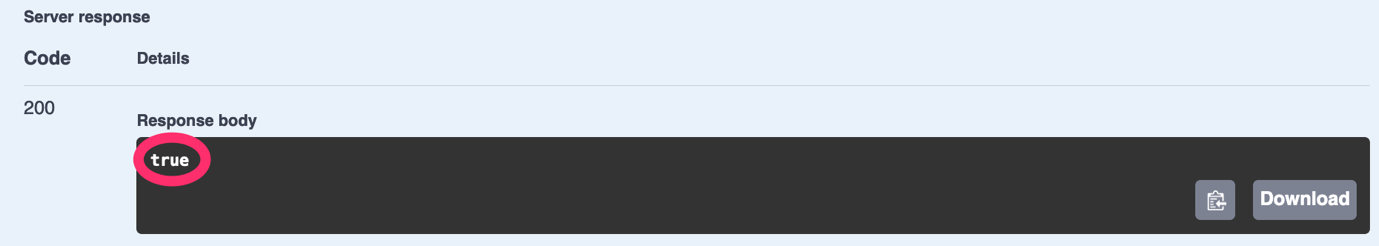 Server response
Code Details
200
Response body
true
Download